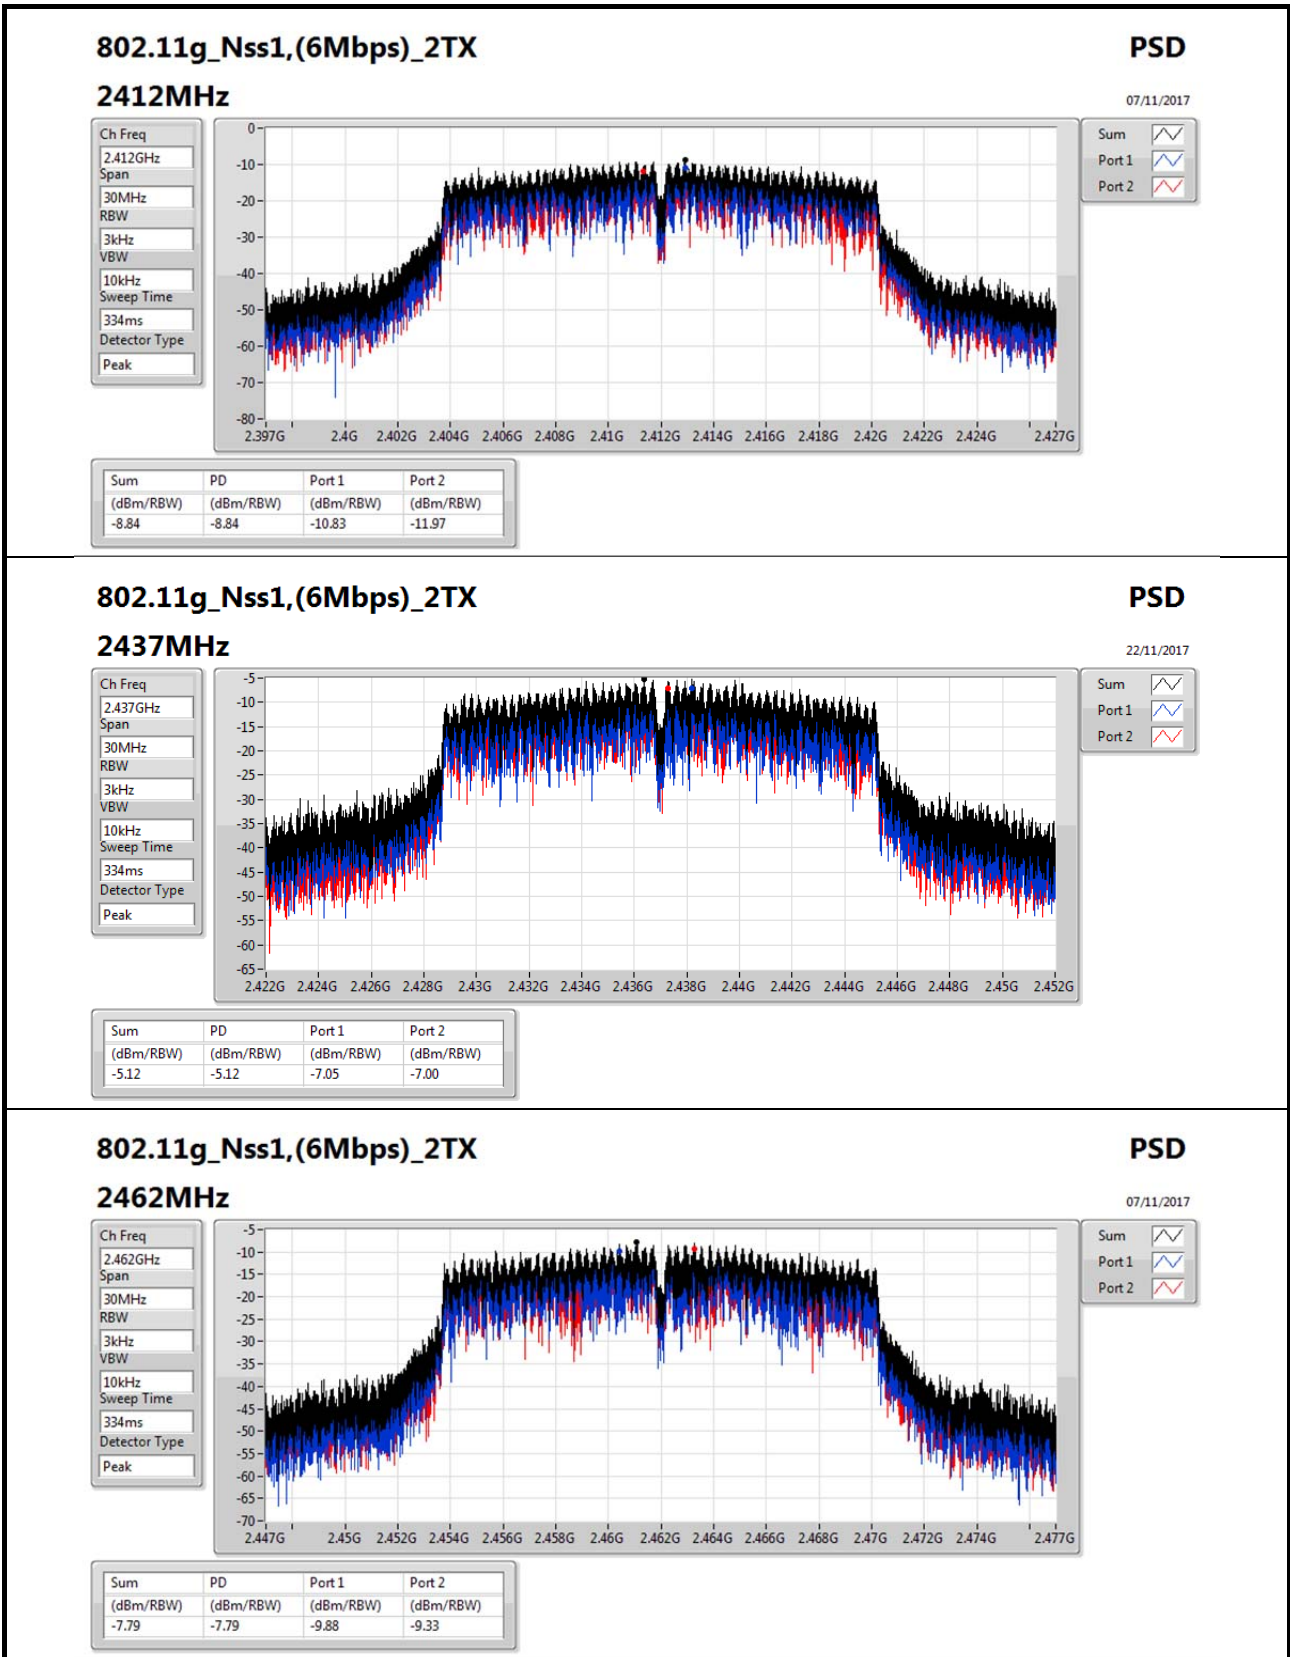 802.11g_Nss1,(6Mbps)_2TX PSD
2412MHz 07/11/2017
Ch Freq
2.412GHz
Span
30MHz
RBW
3kHz
VBW
10kHz
Sweep Time
334ms
Detector Type
Peak
0
-10
-20
-30
-40
-50
-60
-70
-80
2.397G 2.4G 2.402G 2.404G 2.406G 2.408G 2.41G 2.412G 2.414G 2.416G 2.418G 2.42G 2.422G 2.424G 2.427G
Sum
Port 1
Port 2
Sum PD Port 1 Port 2
(dBm/RBW) (dBm/RBW) (dBm/RBW) (dBm/RBW)
-8.84 -8.84 -10.83 -11.97
802.11g_Nss1,(6Mbps)_2TX PSD
2437MHz 22/11/2017
Ch Freq
2.437GHz
Span
30MHz
RBW
3kHz
VBW
10kHz
Sweep Time
334ms
Detector Type
Peak
-5
-10
-15
-20
-25
-30
-35
-40
-45
-50
-55
-60
-65
2.422G 2.424G 2.426G 2.428G 2.43G 2.432G 2.434G 2.436G 2.438G 2.44G 2.442G 2.444G 2.446G 2.448G 2.45G 2.452G
Sum
Port 1
Port 2
Sum PD Port 1 Port 2
(dBm/RBW) (dBm/RBW) (dBm/RBW) (dBm/RBW)
-5.12 -5.12 -7.05 -7.00
802.11g_Nss1,(6Mbps)_2TX PSD
2462MHz 07/11/2017
Ch Freq
2.462GHz
Span
30MHz
RBW
3kHz
VBW
10kHz
Sweep Time
334ms
Detector Type
Peak
-5
-10
-15
-20
-25
-30
-35
-40
-45
-50
-55
-60
-65
-70
2.447G 2.45G 2.452G 2.454G 2.456G 2.458G 2.46G 2.462G 2.464G 2.466G 2.468G 2.47G 2.472G 2.474G 2.477G
Sum
Port 1
Port 2
Sum PD Port 1 Port 2
(dBm/RBW) (dBm/RBW) (dBm/RBW) (dBm/RBW)
-7.79 -7.79 -9.88 -9.33